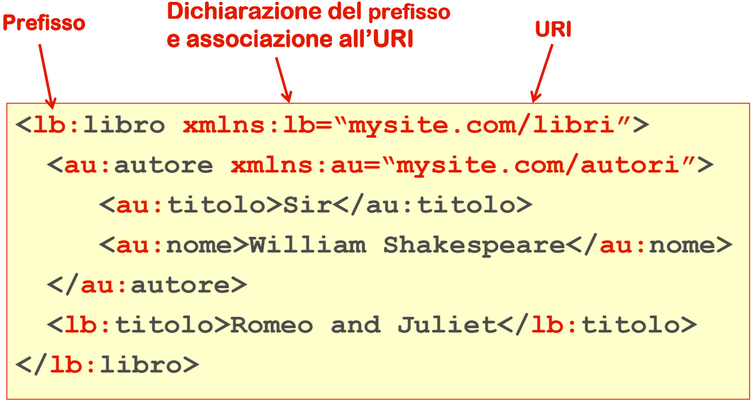 Prefisso
Dichiarazione del prefisso
e associazione all’URI
URI
<lb:libro xmlns:lb=“mysite.com/libri”>
<au:autore xmlns:au=“mysite.com/autori”>
<au:titolo>Sir</au:titolo>
<au:nome>William Shakespeare</au:nome>
</au:autore>
<lb:titolo>Romeo and Juliet</lb:titolo>
</lb:libro>